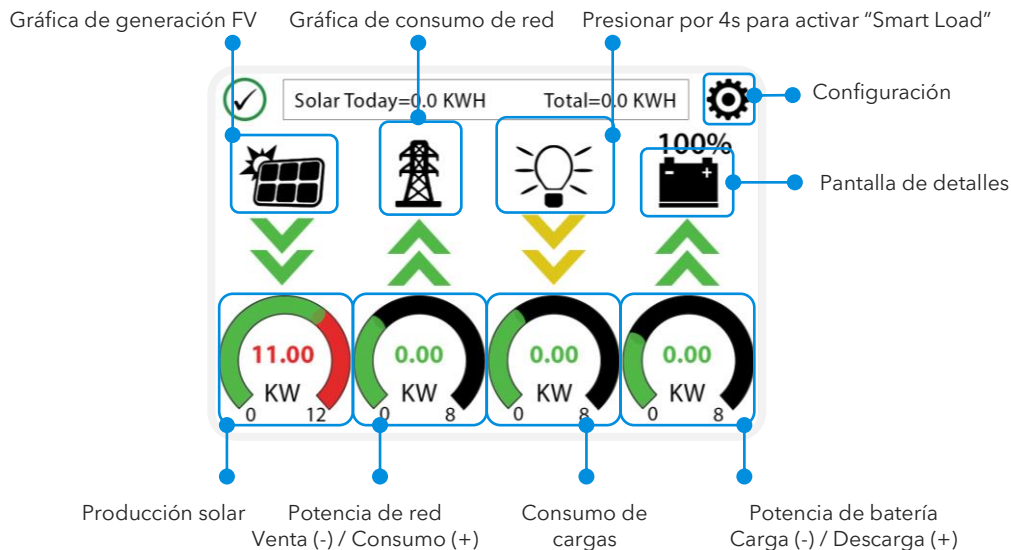 Gráfica de generación FV
Gráfica de consumo de red
Presionar por 4s para activar “Smart Load”
Solar Today=0.0 KWH
Total=0.0 KWH
Configuración
100%
- +
Pantalla de detalles
11.00
KW
0 12
0.00
KW
0 8
0.00
KW
0 8
0.00
KW
0 8
Producción solar
Potencia de red
Venta (-) / Consumo (+)
Consumo de
cargas
Potencia de batería
Carga (-) / Descarga (+)